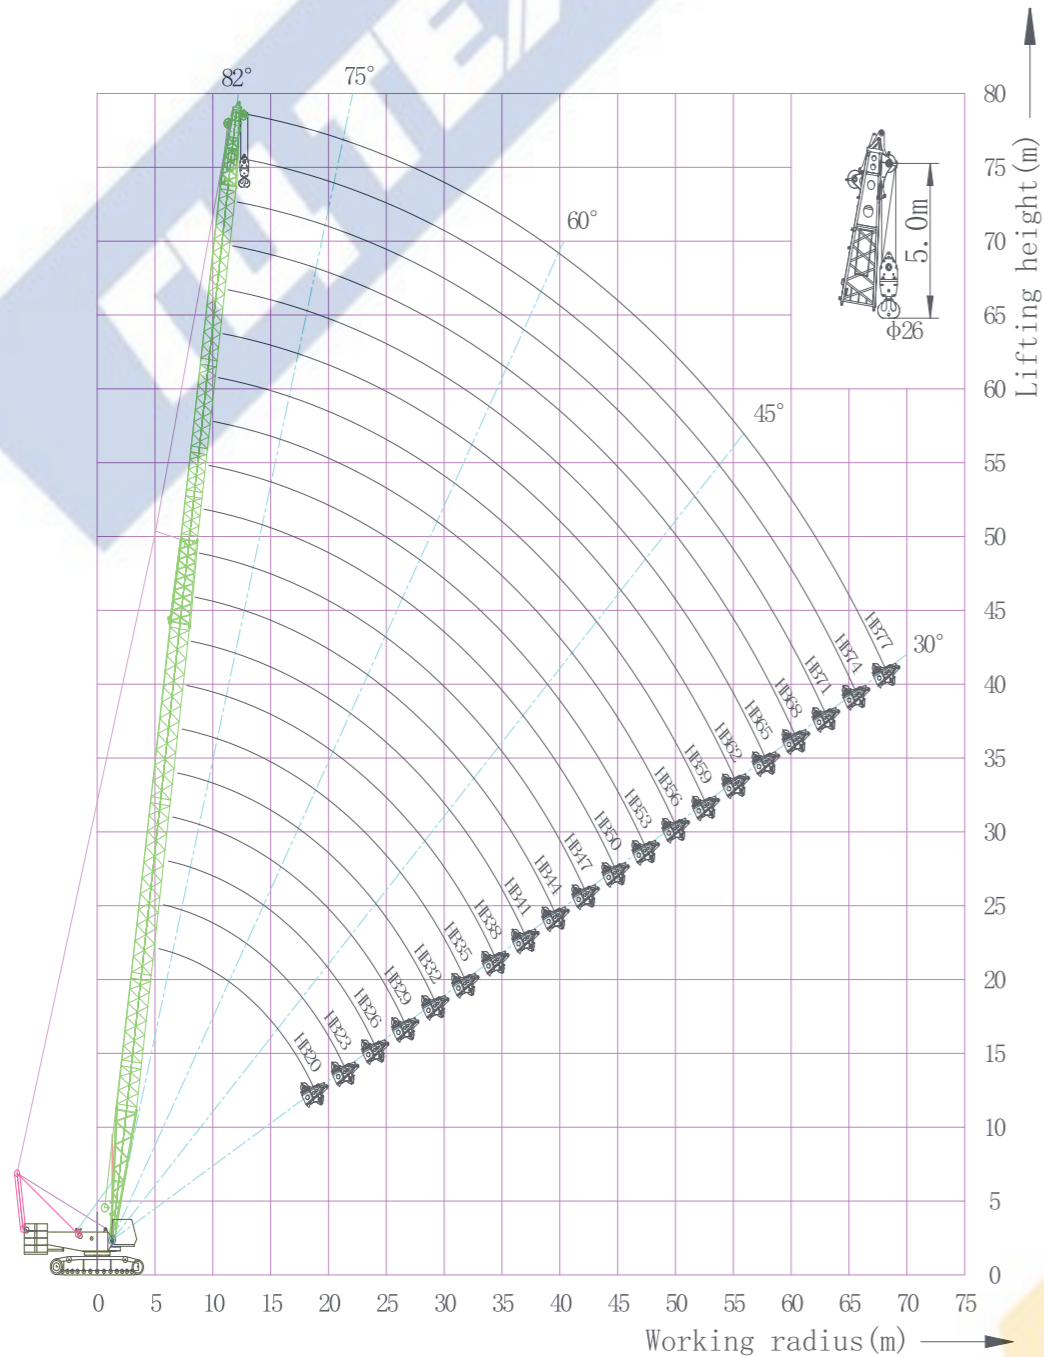 82°
75°
60°
45°
30°
80
75
70
65
60
55
50
45
40
35
30
25
20
15
10
5
0
Lifting height(m)
5.0m
ф26
HB77
HB74
HB71
HB68
HB65
HB62
HB59
HB56
HB53
HB50
HB47
HB44
HB41
HB38
HB35
HB32
HB29
HB26
HB23
HB20
0 5 10 15 20 25 30 35 40 45 50 55 60 65 70 75
Working radius(m)